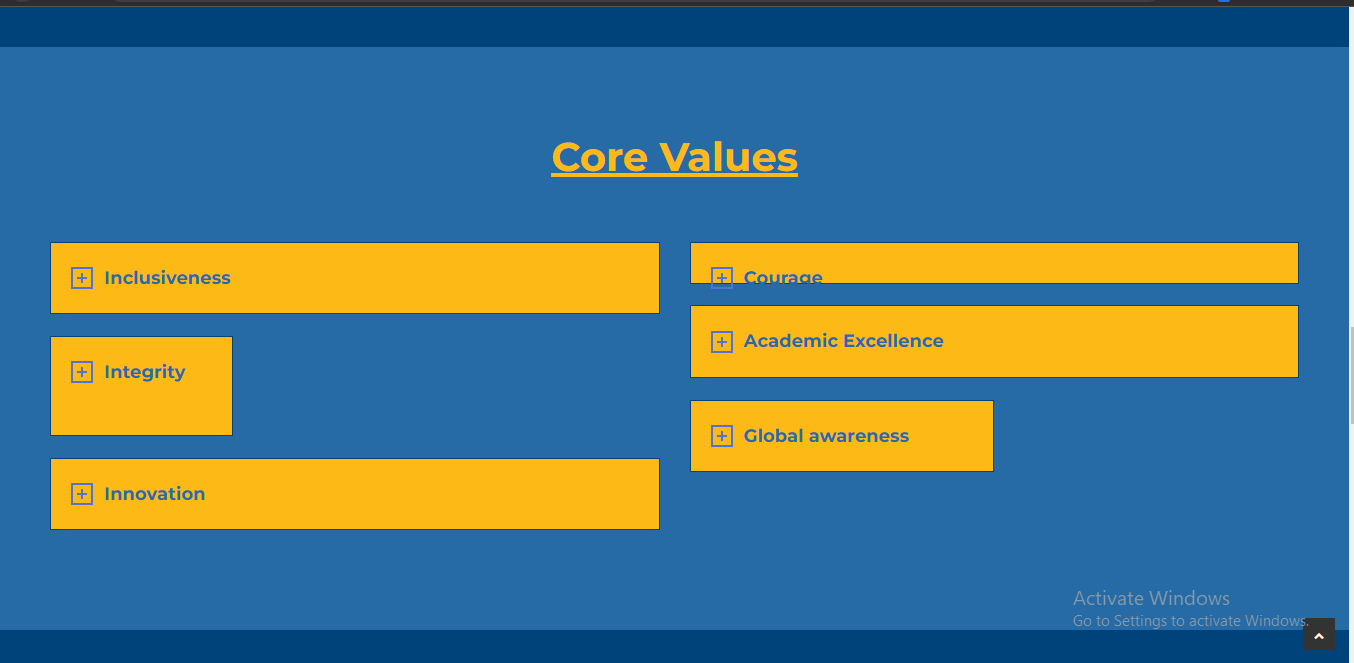 Core Values
Inclusiveness
Integrity
Innovation
Courage
Academic Excellence
Global awareness
Activate Windows
Go to Settings to activate Windows.